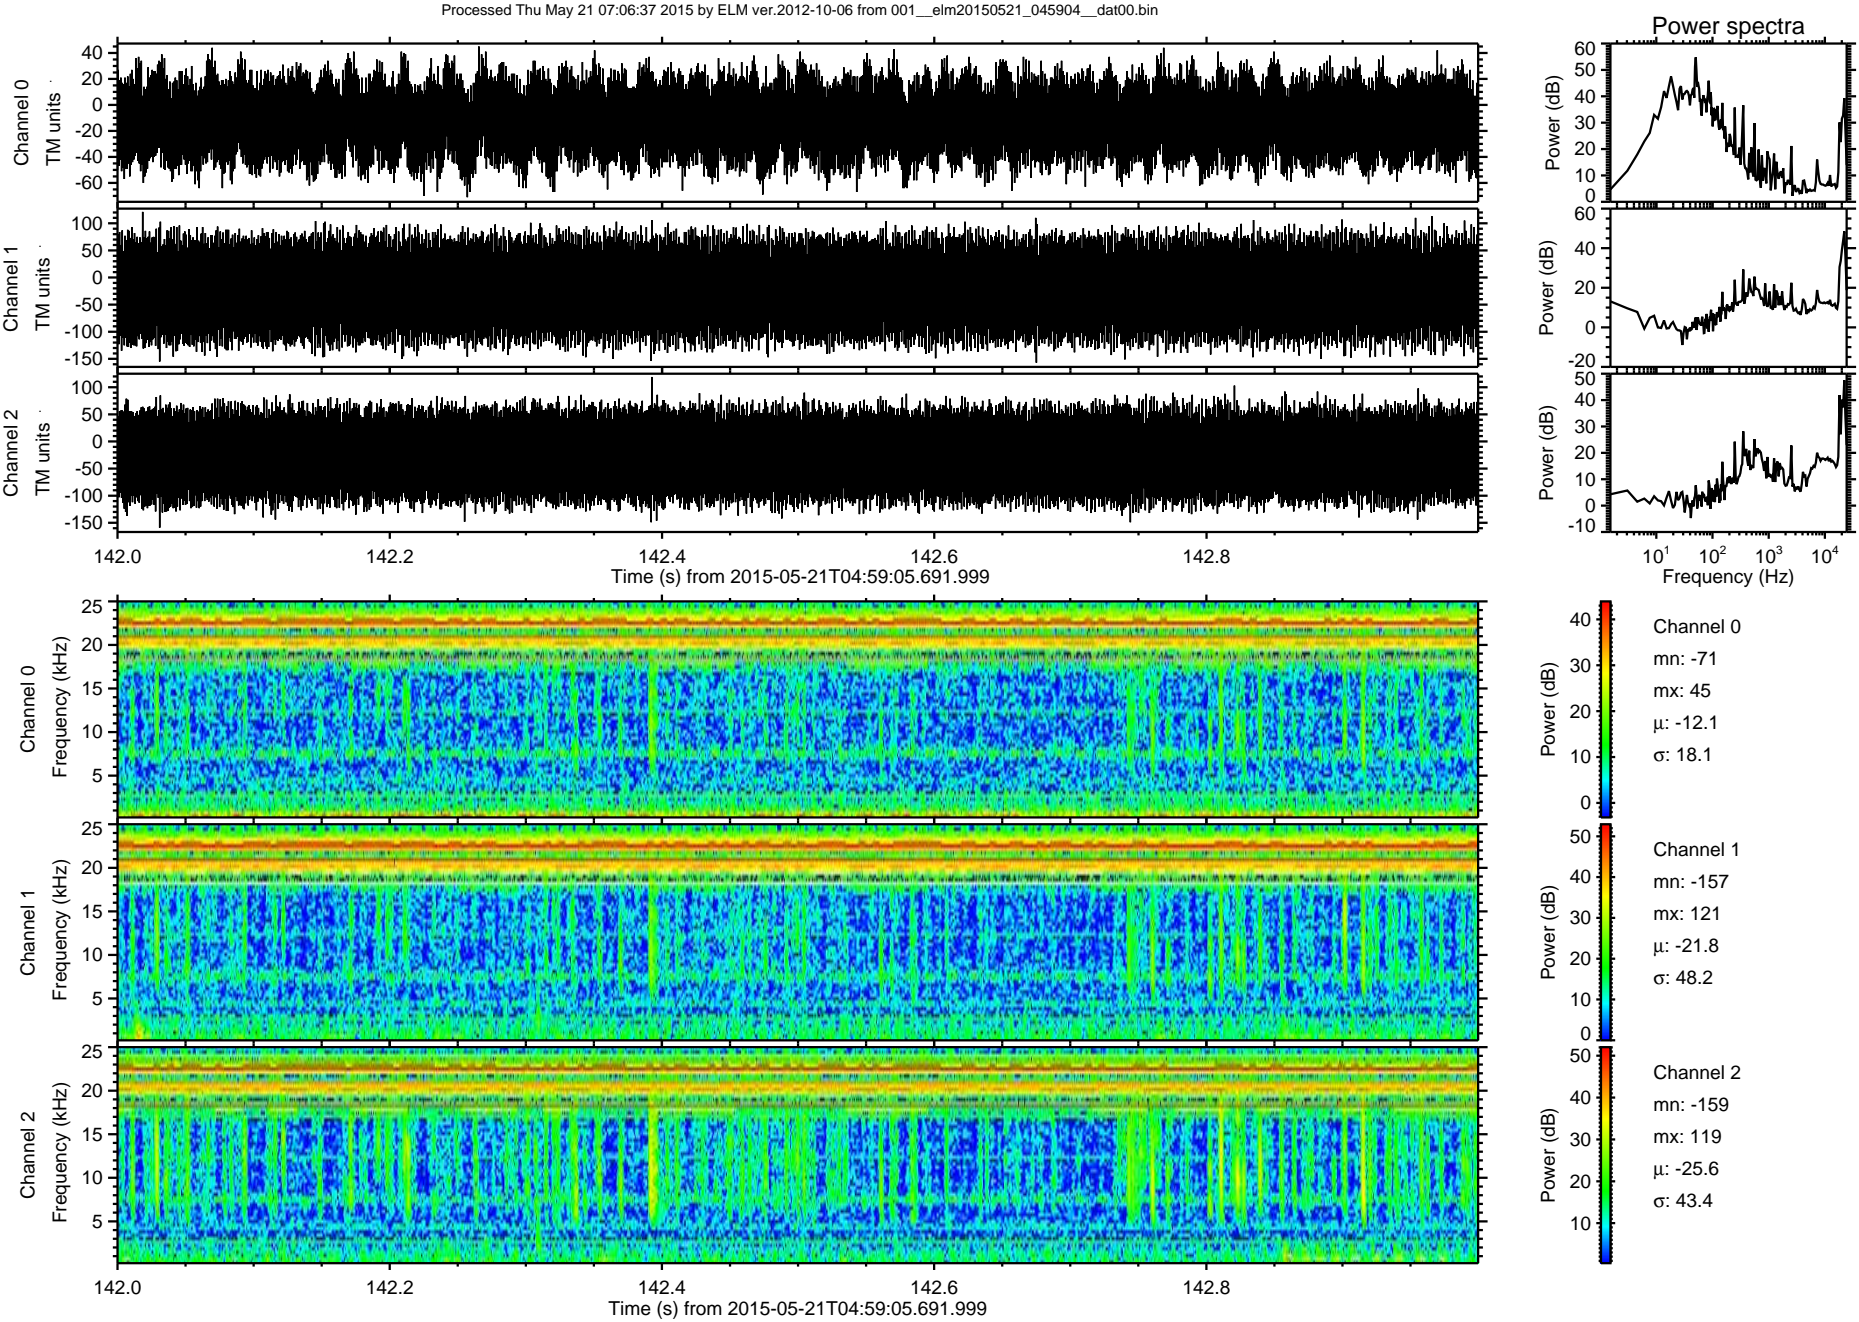 Processed Thu May 21 07:06:37 2015 by ELM ver.2012-10-06 from 001__elm20150521_045904__dat00.bin
Power spectra
Channel 0
TM units
40
20
0
-20
-40
-60
Power (dB)
60
50
40
30
20
10
0
Channel 1
TM units
100
50
0
-50
-100
-150
Power (dB)
60
40
20
0
-20
Channel 2
TM units
100
50
0
-50
-100
-150
Power (dB)
50
40
30
20
10
0
-10
142.0 142.2 142.4 142.6 142.8
Time (s) from 2015-05-21T04:59:05.691.999
10^1 10^2 10^3 10^4
Frequency (Hz)
Channel 0
Frequency (kHz)
25
20
15
10
5
Power (dB)
40
30
20
10
0
Channel 0
mn: -71
mx: 45
μ: -12.1
σ: 18.1
Channel 1
Frequency (kHz)
25
20
15
10
5
Power (dB)
50
40
30
20
10
0
Channel 1
mn: -157
mx: 121
μ: -21.8
σ: 48.2
Channel 2
Frequency (kHz)
25
20
15
10
5
Power (dB)
50
40
30
20
10
Channel 2
mn: -159
mx: 119
μ: -25.6
σ: 43.4
142.0 142.2 142.4 142.6 142.8
Time (s) from 2015-05-21T04:59:05.691.999